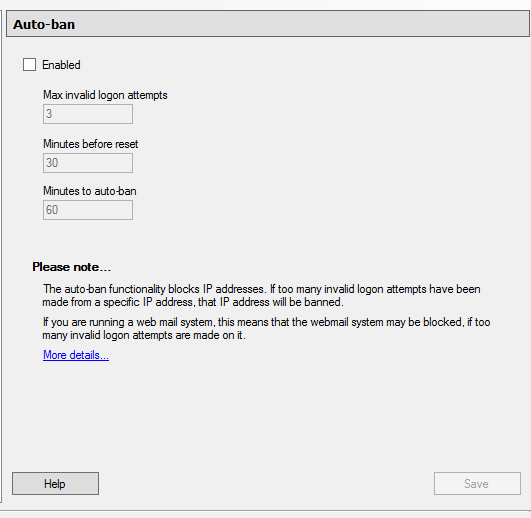 Auto-ban
Enabled
Max invalid logon attempts
3
Minutes before reset
30
Minutes to auto-ban
60
Please note...
The auto-ban functionality blocks IP addresses. If too many invalid logon attempts have been
made from a specific IP address, that IP address will be banned.
If you are running a web mail system, this means that the webmail system may be blocked, if too
many invalid logon attempts are made on it.
More details...
Help
Save